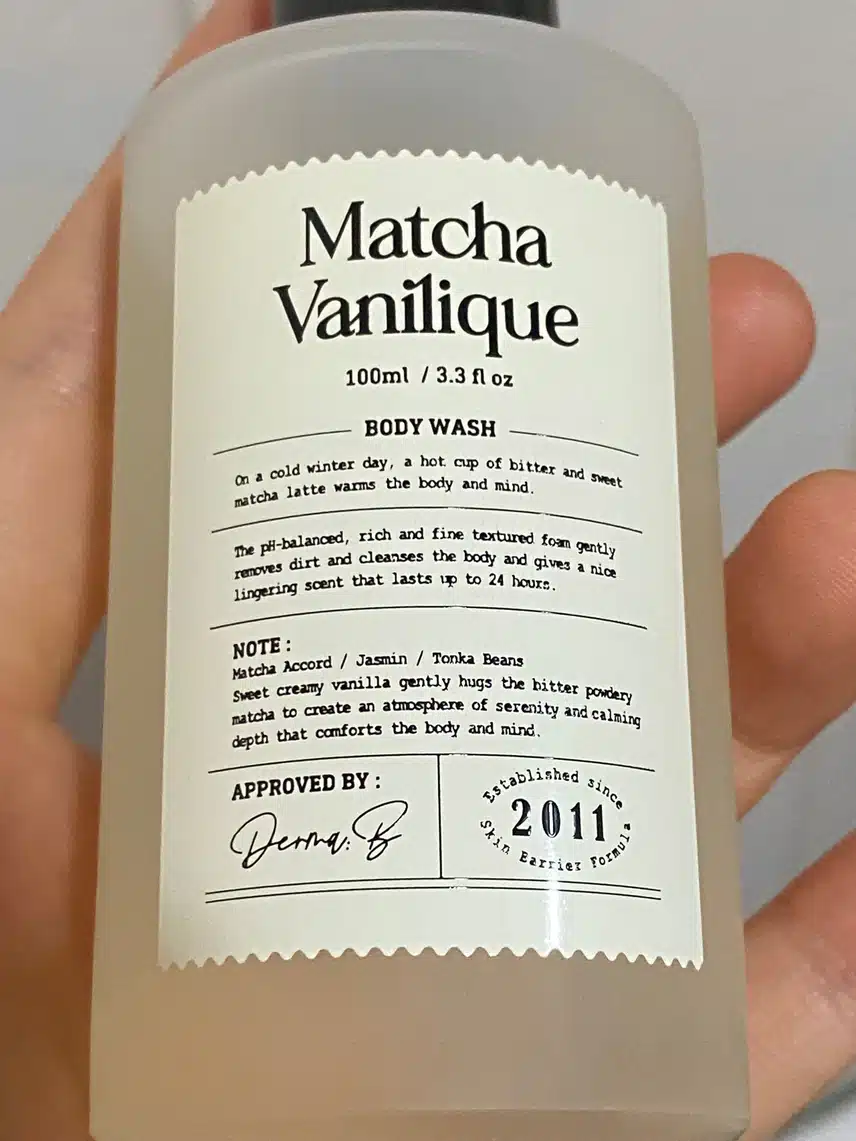 Matcha
Vanilique
100ml / 3.3 fl oz
BODY WASH
On a cold winter day, a hot cup of bitter and sweet
matcha latte warms the body and mind.
The pH-balanced, rich and fine textured foam gently
removes dirt and cleanses the body and gives a nice
lingering scent that lasts up to 24 hours.
NOTE :
Matcha Accord / Jasmin / Tonka Beans
Sweet creamy vanilla gently hugs the bitter powdery
matcha to create an atmosphere of serenity and calming
depth that comforts the body and mind.
APPROVED BY :
Derma:B
Established since
2011
Skin Barrier Formula